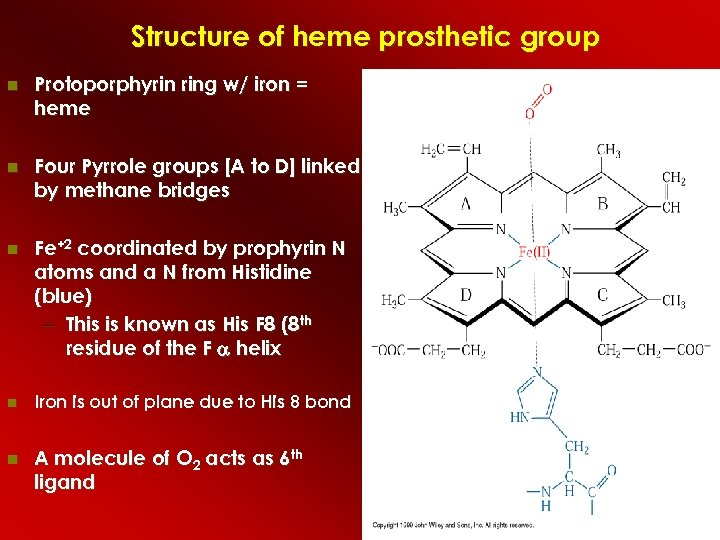 Structure of heme prosthetic group
Protoporphyrin ring w/ iron =
heme
Four Pyrrole groups [A to D] linked
by methane bridges
Fe+2 coordinated by prophyrin N
atoms and a N from Histidine
(blue)
– This is known as His F8 (8th
residue of the F α helix
Iron is out of plane due to His 8 bond
A molecule of O2 acts as 6th
ligand
O
O
H2C CH
CH3
CH2
CH
A
B
H3C
N
N
Fe(II)
N
N
H3C
D
C
CH3
-OOC CH2 CH2
CH2 CH2 COO-
N
HN
CH2
O
N
H
C
H
C
Copyright 1990 John Wiley and Sons, Inc. All rights reserved.